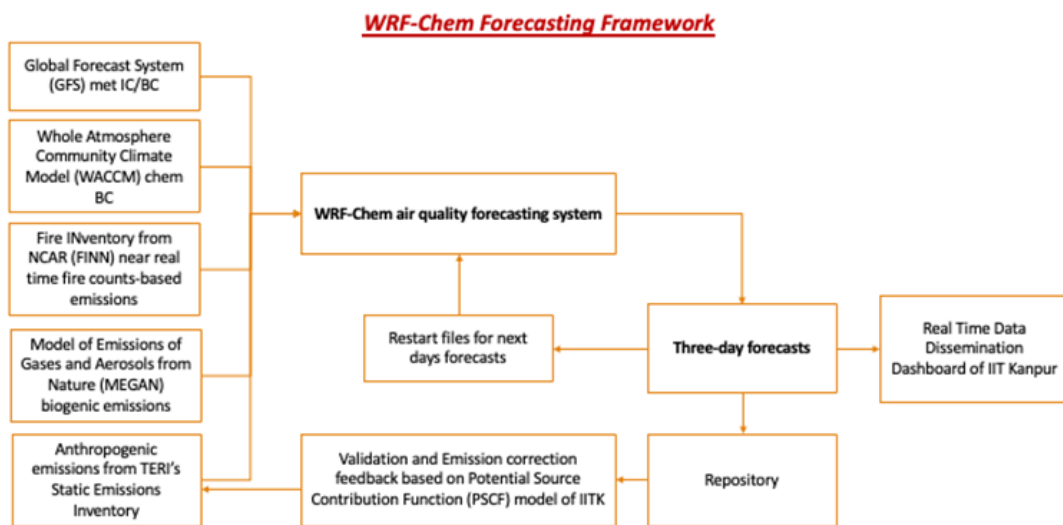 WRF-Chem Forecasting Framework
Global Forecast System
(GFS) met IC/BC
Whole Atmosphere
Community Climate
Model (WACCM) chem
BC
Fire INventory from
NCAR (FINN) near real
time fire counts-based
emissions
Model of Emissions of
Gases and Aerosols from
Nature (MEGAN)
biogenic emissions
Anthropogenic
emissions from TERI's
Static Emissions
Inventory
WRF-Chem air quality forecasting system
Restart files for next
days forecasts
Three-day forecasts
Real Time Data
Dissemination
Dashboard of IIT Kanpur
Validation and Emission correction
feedback based on Potential Source
Contribution Function (PSCF) model of IITK
Repository